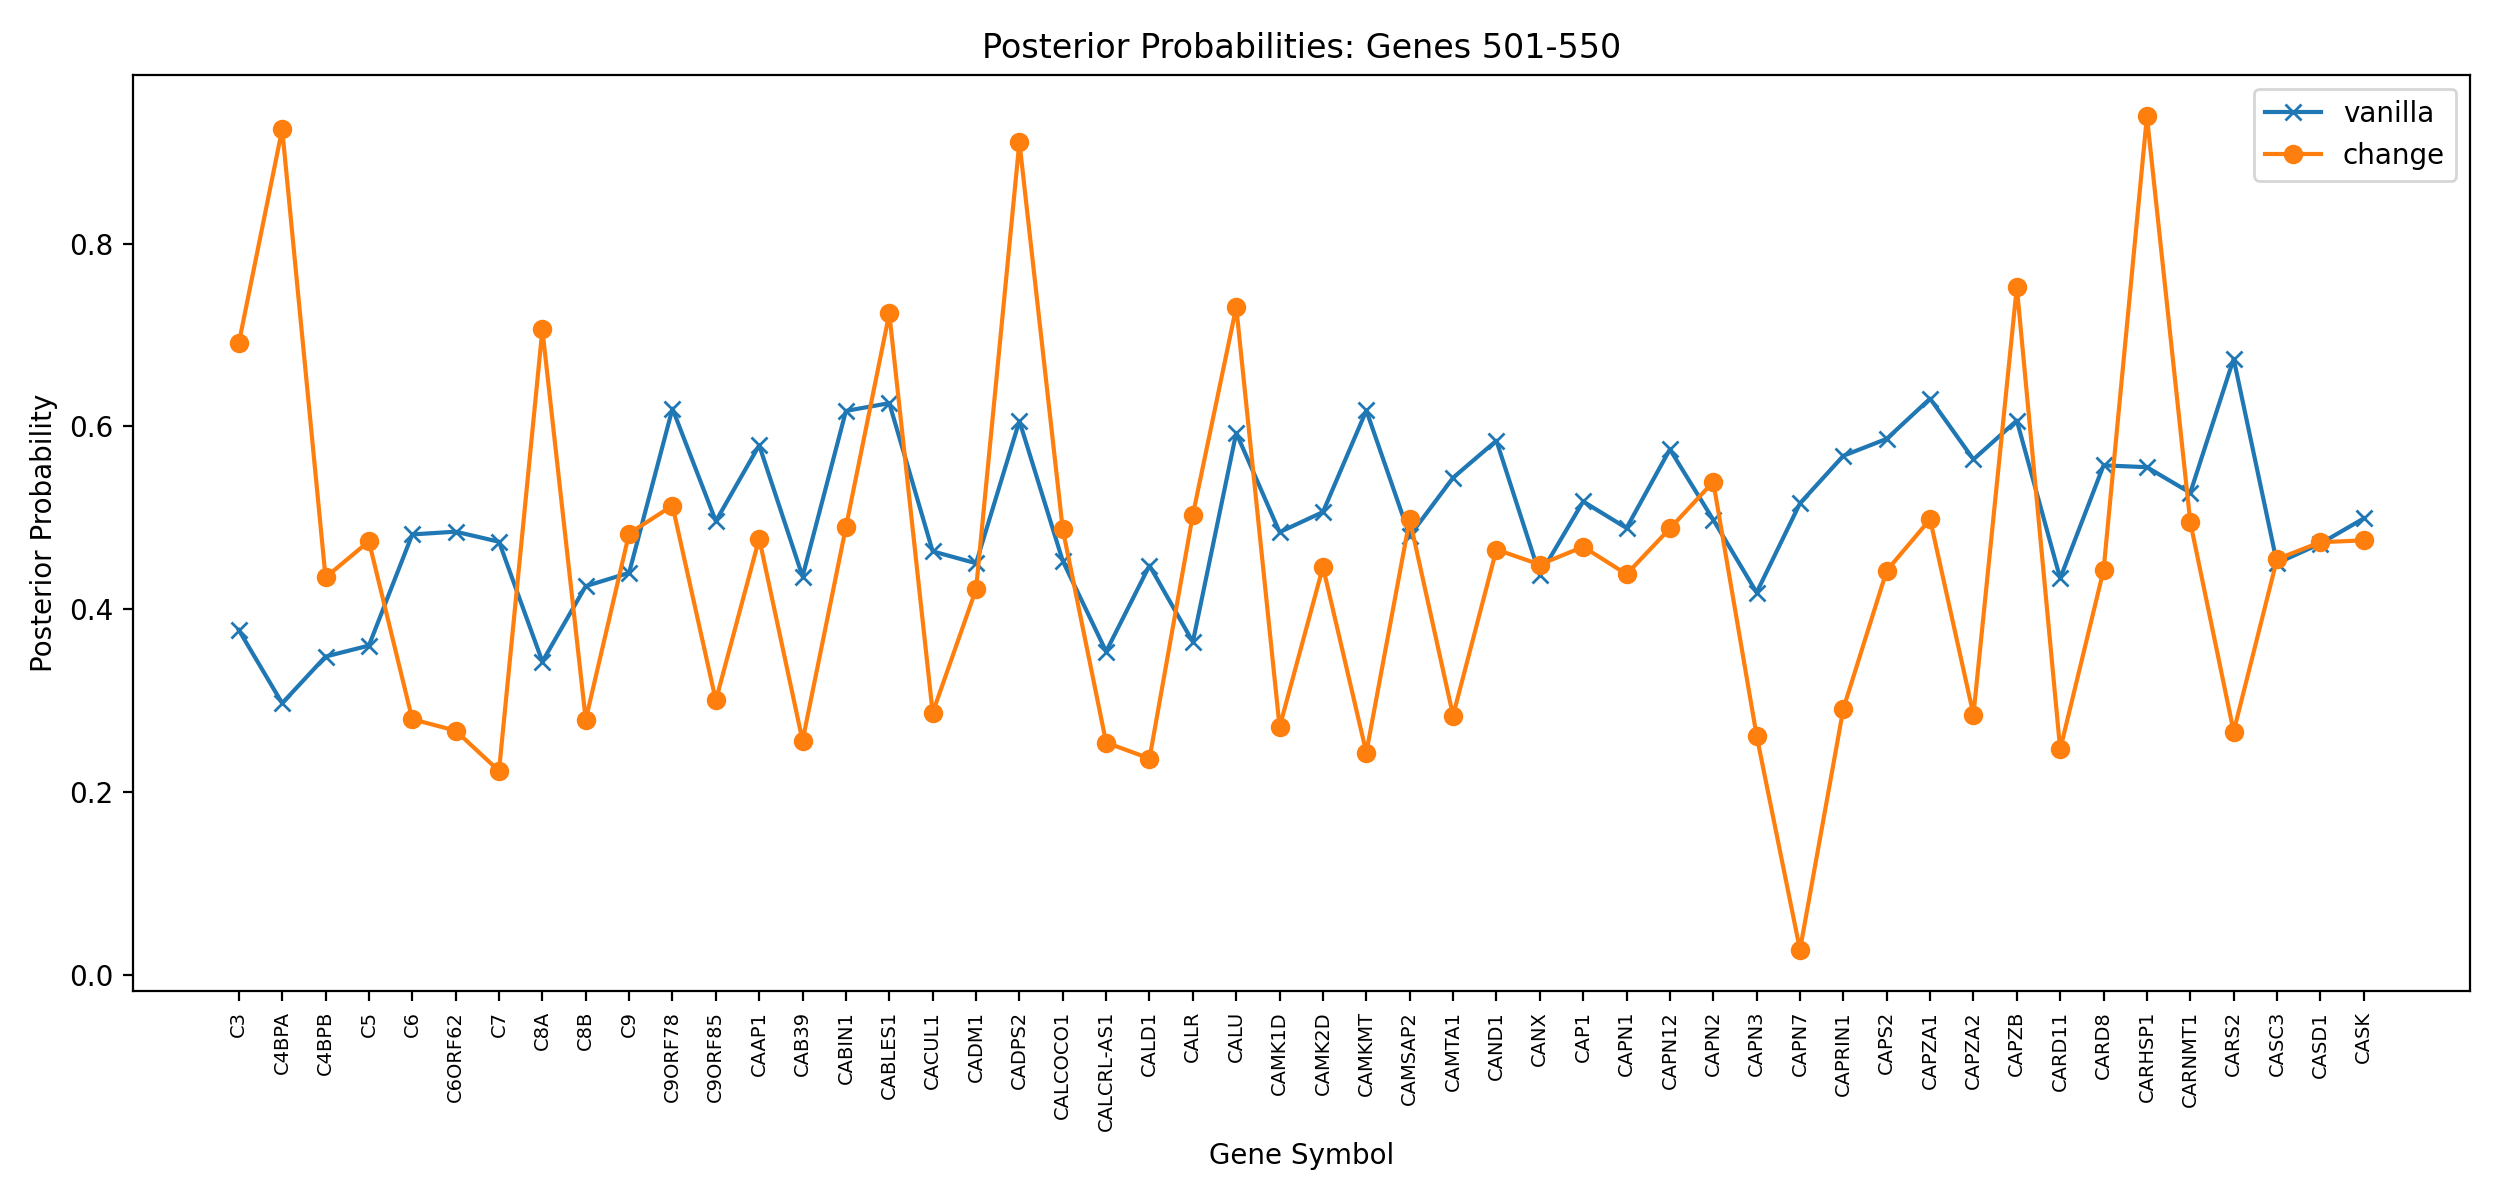 Posterior Probabilities: Genes 501-550
vanilla
change
Posterior Probability
0.8
0.6
0.4
0.2
0.0
C3
C4BPA
C4BPB
C5
C6
C6ORF62
C7
C8A
C8B
C9
C9ORF78
C9ORF85
CAAP1
CAB39
CABIN1
CABLES1
CACUL1
CADM1
CADPS2
CALCOCO1
CALCRL-AS1
CALD1
CALR
CALU
CAMK1D
CAMK2D
CAMKMT
CAMSAP2
CAMTA1
CAND1
CANX
CAP1
CAPN1
CAPN12
CAPN2
CAPN3
CAPN7
CAPRIN1
CAPS2
CAPZA1
CAPZA2
CAPZB
CARD11
CARD8
CARHSP1
CARNMT1
CARS2
CASC3
CASD1
CASK
Gene Symbol